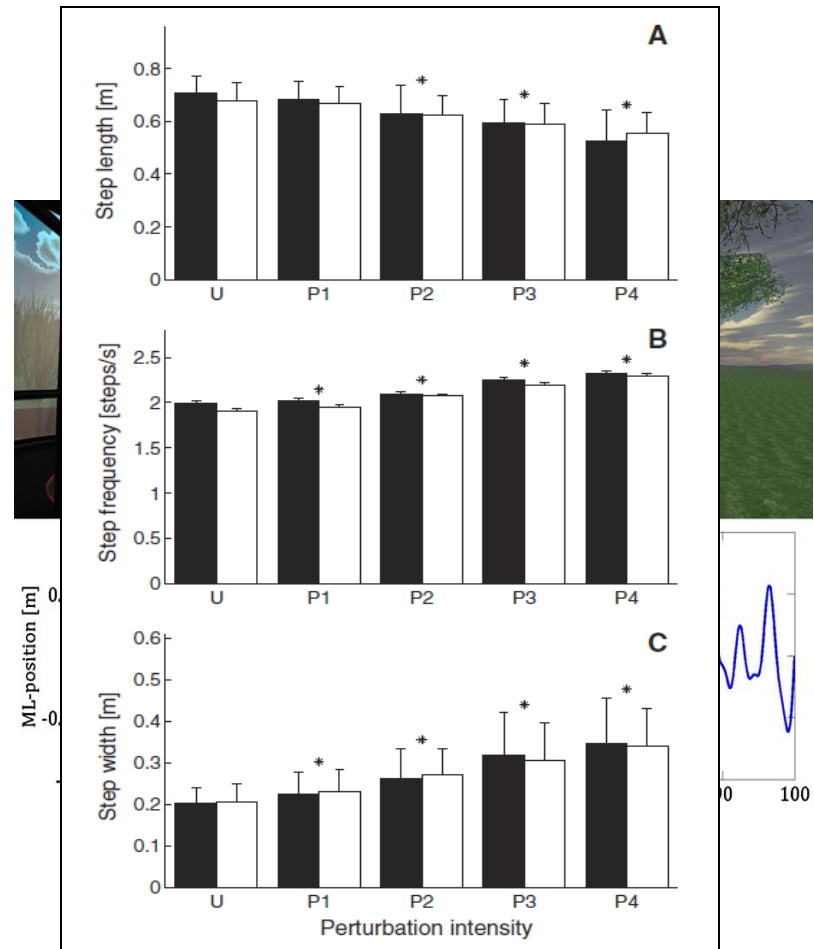 A
Step length [m]
0.8
0.6
0.4
0.2
0
U P1 P2 P3 P4
* * *
B
Step frequency [steps/s]
2.5
2
1.5
1
0.5
0
U P1 P2 P3 P4
* * * *
C
Step width [m]
0.6
0.5
0.4
0.3
0.2
0.1
0
U P1 P2 P3 P4
* * * *
Perturbation intensity
ML-position [m]
0.
-0.
100